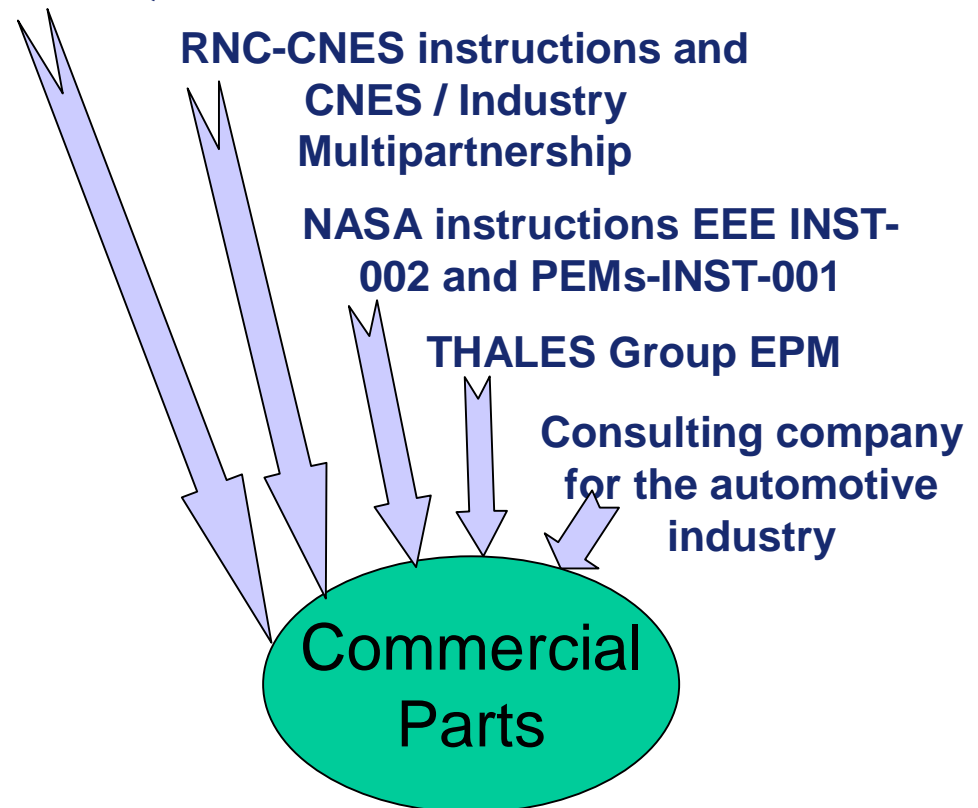 RNC-CNES instructions and
CNES / Industry
Multipartnership
NASA instructions EEE INST-
002 and PEMs-INST-001
THALES Group EPM
Consulting company
for the automotive
industry
Commercial
Parts